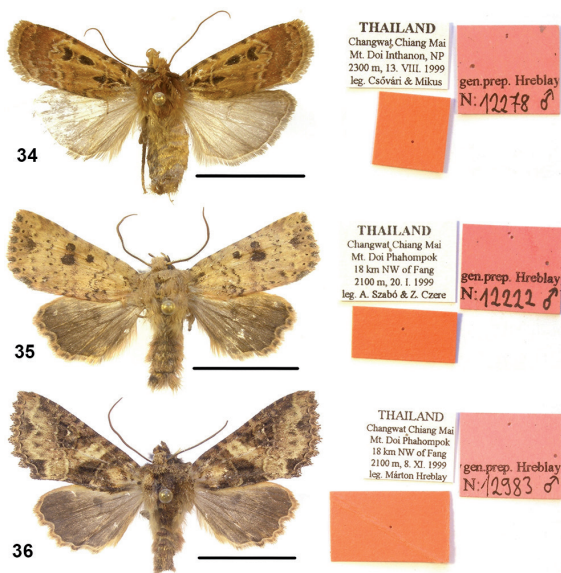 THAILAND
Changwat Chiang Mai
Mt. Doi Inthanon, NP
2300 m, 13. VIII. 1999
leg. Csővári & Mikus
gen.prep. Hreblay
N: 12278 ♂
34
THAILAND
Changwat Chiang Mai
Mt. Doi Phahompok
18 km NW of Fang
2100 m, 20. I. 1999
leg. A. Szabó & Z. Czere
gen.prep. Hreblay
N: 12222 ♂
35
THAILAND
Changwat Chiang Mai
Mt. Doi Phahompok
18 km NW of Fang
2100 m, 8. XI. 1999
leg. Márton Hreblay
gen.prep. Hreblay
N: 12983 ♂
36